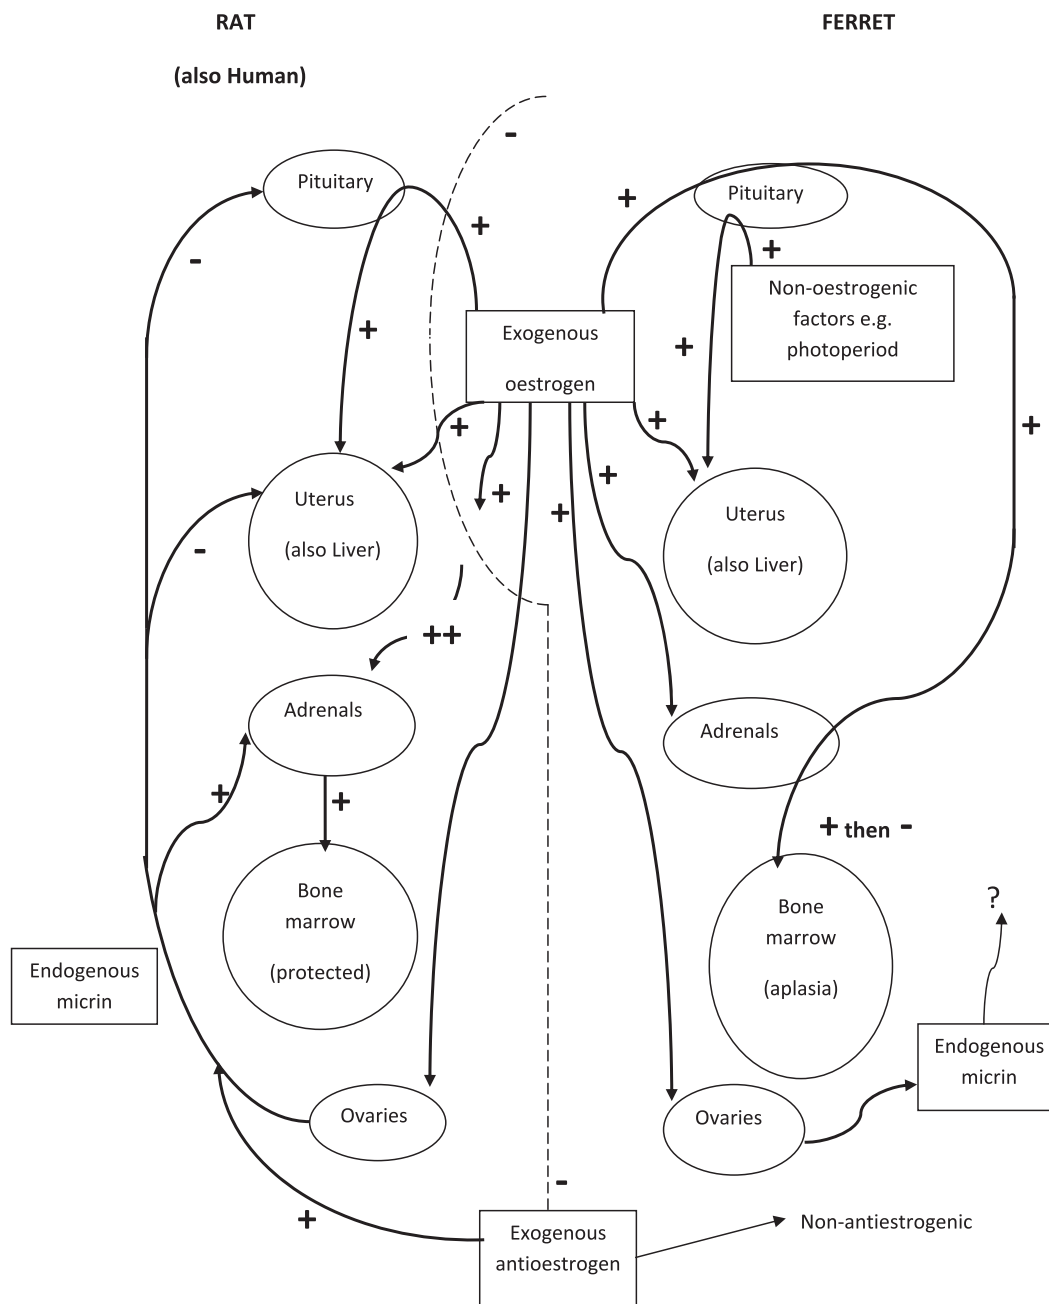 RAT
(also Human)
FERRET
-
Pituitary
-
+
+
Exogenous
oestrogen
+
+
Uterus
(also Liver)
-
++
Adrenals
+
+
Bone
marrow
(protected)
Endogenous
micrin
Ovaries
+
+
Pituitary
+
Non-oestrogenic
factors e.g.
photoperiod
+
+
+
+
+
Uterus
(also Liver)
Adrenals
+ then -
Bone
marrow
(aplasia)
?
Endogenous
micrin
Ovaries
-
Exogenous
antioestrogen
Non-antiestrogenic